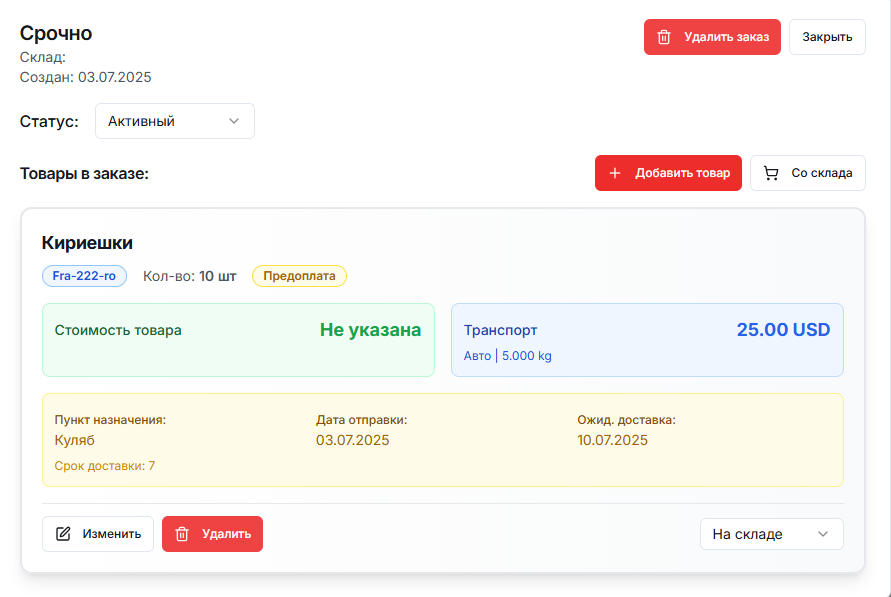 Срочно
Удалить заказ
Закрыть
Склад:
Создан: 03.07.2025
Статус:
Активный
Товары в заказе:
Добавить товар
Со склада
Кириешки
Fra-222-ro
Кол-во: 10 шт
Предоплата
Стоимость товара
Не указана
Транспорт
25.00 USD
Авто | 5.000 kg
Пункт назначения:
Дата отправки:
Ожид. доставка:
Куляб
03.07.2025
10.07.2025
Срок доставки: 7
Изменить
Удалить
На складе